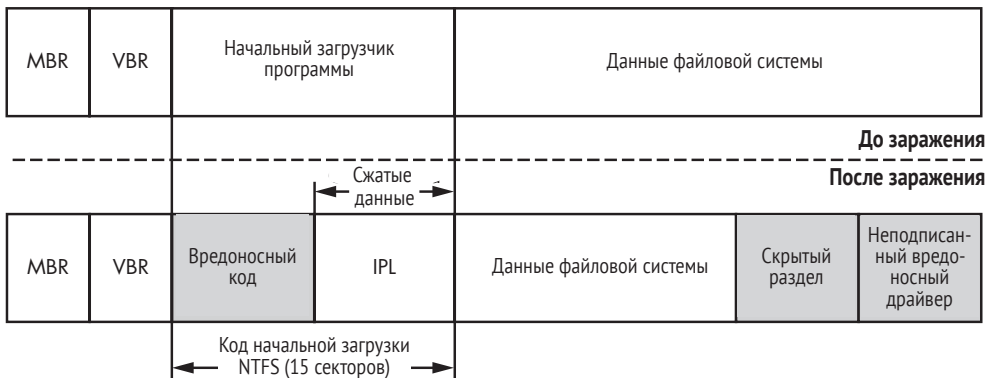 MBR
VBR
Начальный загрузчик
программы
Данные файловой системы
До заражения
После заражения
Сжатые
данные
MBR
VBR
Вредоносный
код
IPL
Данные файловой системы
Скрытый
раздел
Неподписан-
ный вредо-
носный
драйвер
Код начальной загрузки
NTFS (15 секторов)